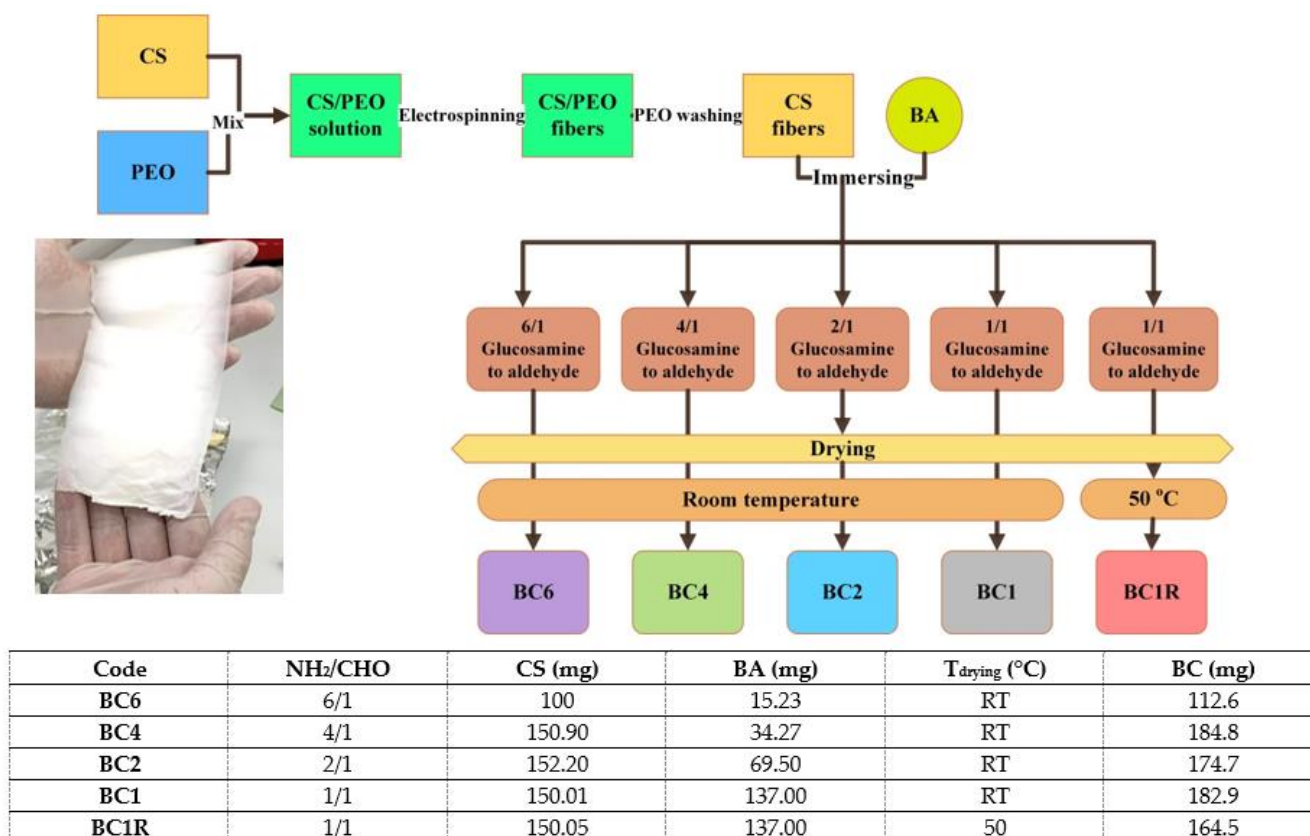 CS
PEO
Mix
CS/PEO
solution
Electrospinning
CS/PEO
fibers
PEO washing
CS
fibers
BA
Immersing
6/1
Glucosamine
to aldehyde
4/1
Glucosamine
to aldehyde
2/1
Glucosamine
to aldehyde
1/1
Glucosamine
to aldehyde
1/1
Glucosamine
to aldehyde
Drying
Room temperature
50 °C
BC6
BC4
BC2
BC1
BC1R
Code NH₂/CHO CS (mg) BA (mg) Tdrying (°C) BC (mg)
BC6 6/1 100 15.23 RT 112.6
BC4 4/1 150.90 34.27 RT 184.8
BC2 2/1 152.20 69.50 RT 174.7
BC1 1/1 150.01 137.00 RT 182.9
BC1R 1/1 150.05 137.00 50 164.5